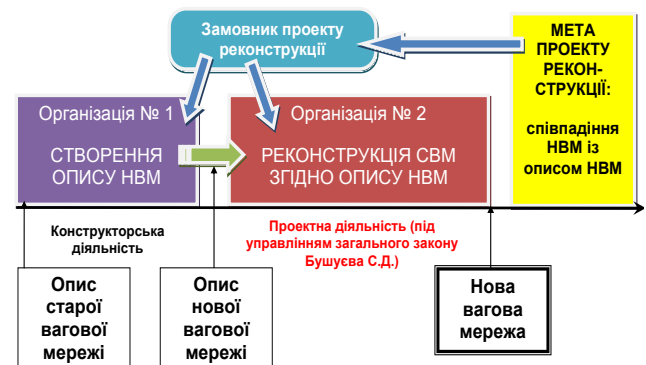 Замовник проекту
реконструкції
МЕТА
ПРОЕКТУ
РЕКОН-
СТРУКЦІЇ:
співпадіння
НВМ із
описом НВМ
Організація № 1
СТВОРЕННЯ
ОПИСУ НВМ
Організація № 2
РЕКОНСТРУКЦІЯ СВМ
ЗГІДНО ОПИСУ НВМ
Конструкторська
діяльність
Проектна діяльність (під
управлінням загального закону
Бушуєва С.Д.)
Опис
старої
вагової
мережі
Опис
нової
вагової
мережі
Нова
вагова
мережа